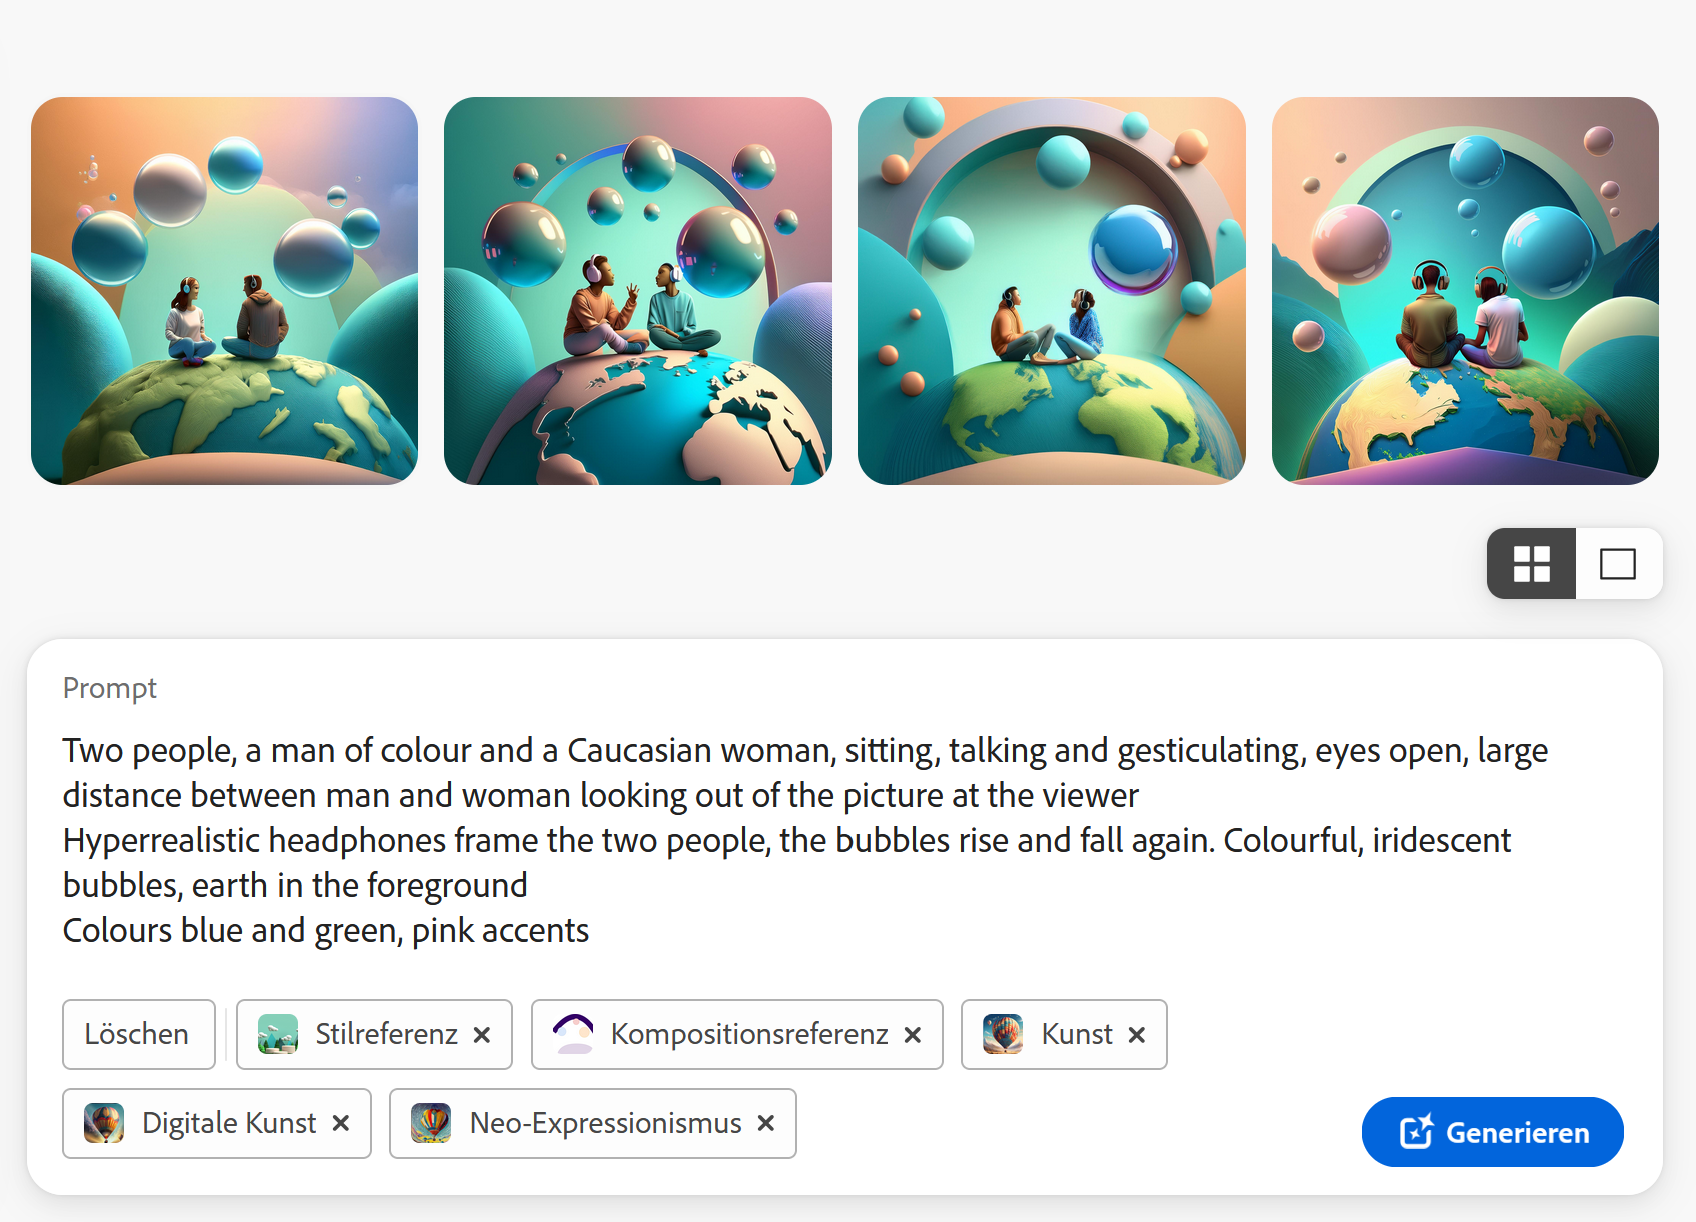 Prompt
Two people, a man of colour and a Caucasian woman, sitting, talking and gesticulating, eyes open, large
distance between man and woman looking out of the picture at the viewer
Hyperrealistic headphones frame the two people, the bubbles rise and fall again. Colourful, iridescent
bubbles, earth in the foreground
Colours blue and green, pink accents
Löschen
Stilreferenz
Kompositionsreferenz
Kunst
Digitale Kunst
Neo-Expressionismus
Generieren